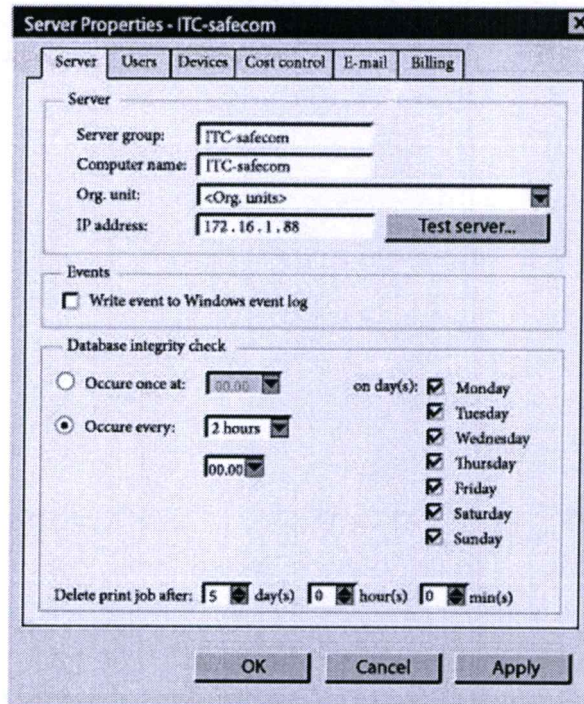 Server Properties - ITC-safecom
Server Users Devices Cost control E-mail Billing
Server
Server group: ITC-safecom
Computer name: ITC-safecom
Org. unit: <Org. units>
IP address: 172.16.1.88 Test server...
Events
Write event to Windows event log
Database integrity check
Occure once at: 00.00 on day(s): Monday
Tuesday
Occure every: 2 hours Wednesday
00.00 Thursday
Friday
Saturday
Sunday
Delete print job after: 5 day(s) 0 hour(s) 0 min(s)
OK Cancel Apply